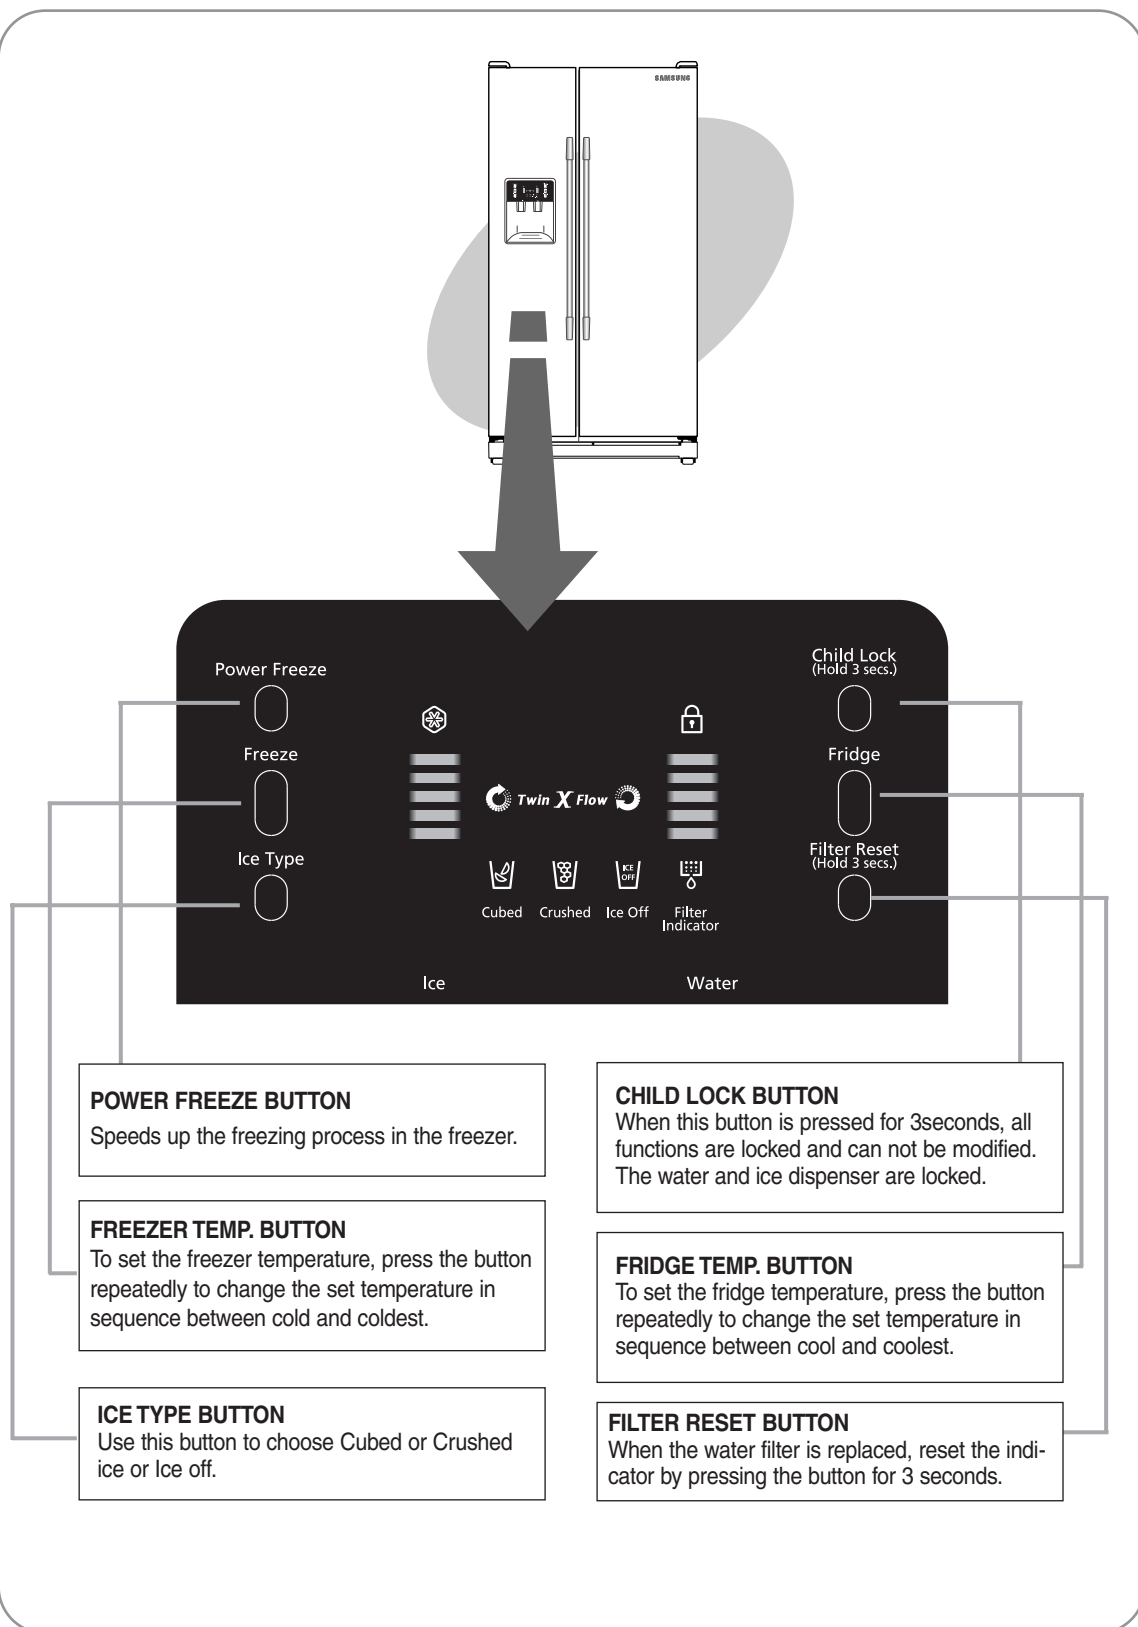 SAMSUNG
Power Freeze
Child Lock
(Hold 3 secs.)
Freeze
Fridge
Twin X Flow
Ice Type
Filter Reset
(Hold 3 secs.)
ICE
OFF
Cubed
Crushed
Ice Off
Filter
Indicator
Ice
Water
POWER FREEZE BUTTON
Speeds up the freezing process in the freezer.
FREEZER TEMP. BUTTON
To set the freezer temperature, press the button
repeatedly to change the set temperature in
sequence between cold and coldest.
ICE TYPE BUTTON
Use this button to choose Cubed or Crushed
ice or Ice off.
CHILD LOCK BUTTON
When this button is pressed for 3seconds, all
functions are locked and can not be modified.
The water and ice dispenser are locked.
FRIDGE TEMP. BUTTON
To set the fridge temperature, press the button
repeatedly to change the set temperature in
sequence between cool and coolest.
FILTER RESET BUTTON
When the water filter is replaced, reset the indi-
cator by pressing the button for 3 seconds.